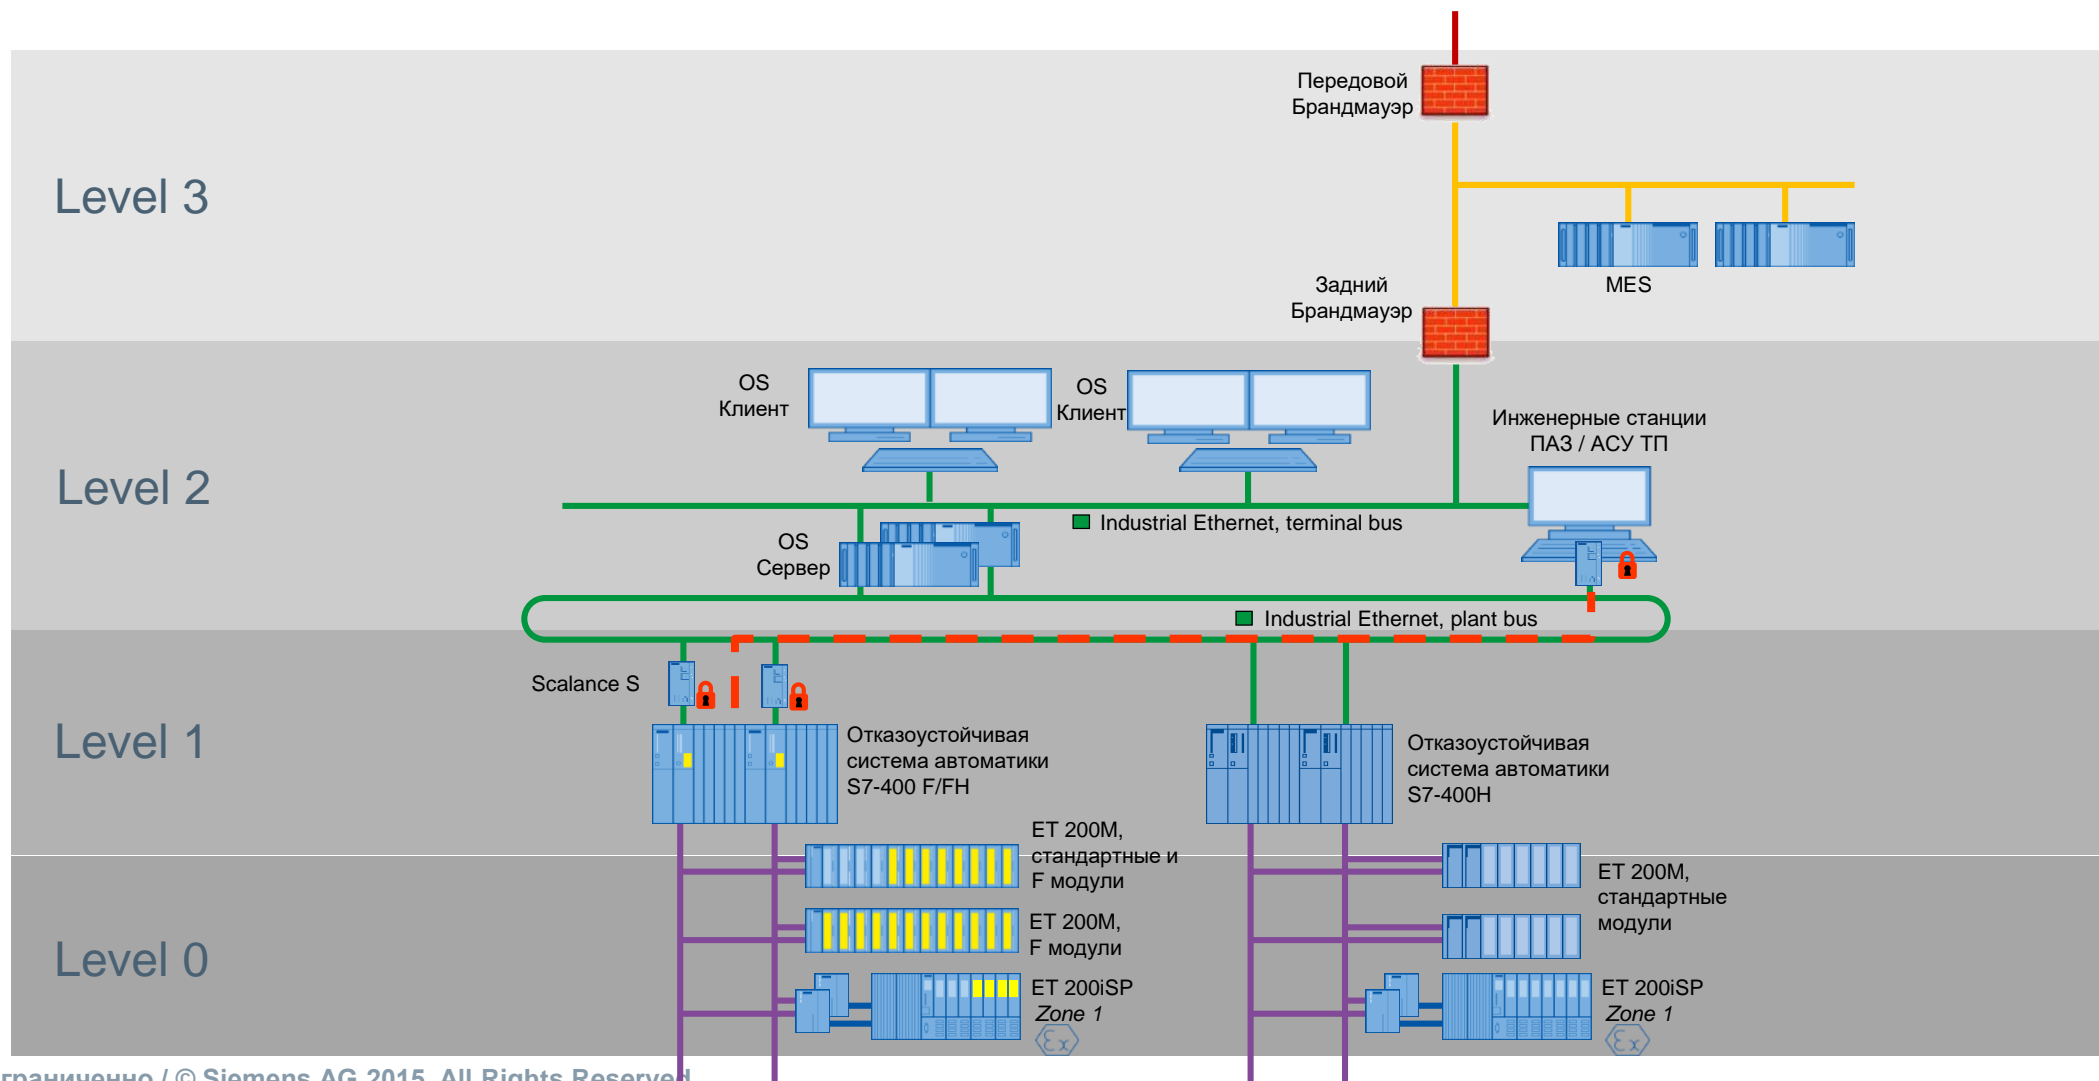 Level 3
Передовой
Брандмауэр
MES
Задний
Брандмауэр
Level 2
OS
Клиент
OS
Клиент
Инженерные станции
ПАЗ / АСУ ТП
Industrial Ethernet, terminal bus
OS
Сервер
Industrial Ethernet, plant bus
Level 1
Scalance S
Отказоустойчивая
система автоматики
S7-400 F/FH
Отказоустойчивая
система автоматики
S7-400H
Level 0
ET 200M,
стандартные и
F модули
ET 200M,
стандартные
модули
ET 200M,
F модули
ET 200iSP
Zone 1
Ex
ET 200iSP
Zone 1
Ex
граниченно / © Siemens AG 2015. All Rights Reserved